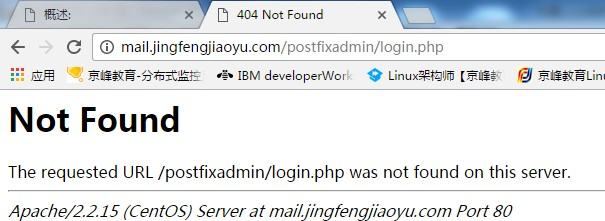 概述:
404 Not Found
mail.jingfengjiaoyu.com/postfixadmin/login.php
应用 京峰教育-分布式监控 IBM developerWork Linux架构师【京峰 京峰教育Linu
Not Found
The requested URL /postfixadmin/login.php was not found on this server.
Apache/2.2.15 (CentOS) Server at mail.jingfengjiaoyu.com Port 80